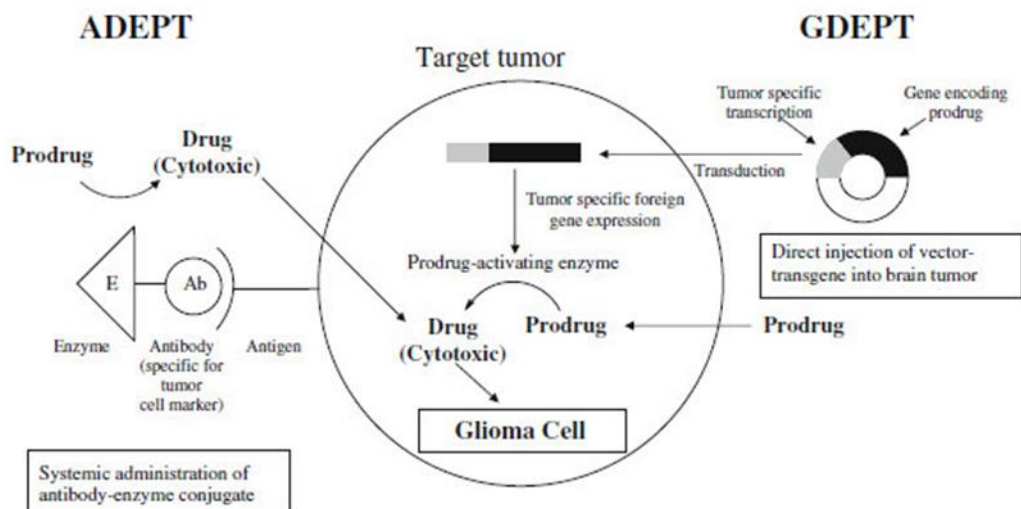 ADEPT
GDEPT
Target tumor
Tumor specific
transcription
Gene encoding
prodrug
Prodrug
Drug
(Cytotoxic)
Transduction
Tumor specific foreign
gene expression
Direct injection of vector-
transgene into brain tumor
Prodrug-activating enzyme
E
Ab
Enzyme
Antibody
(specific for
tumor
cell marker)
Antigen
Drug
(Cytotoxic)
Prodrug
Prodrug
Glioma Cell
Systemic administration of
antibody-enzyme conjugate